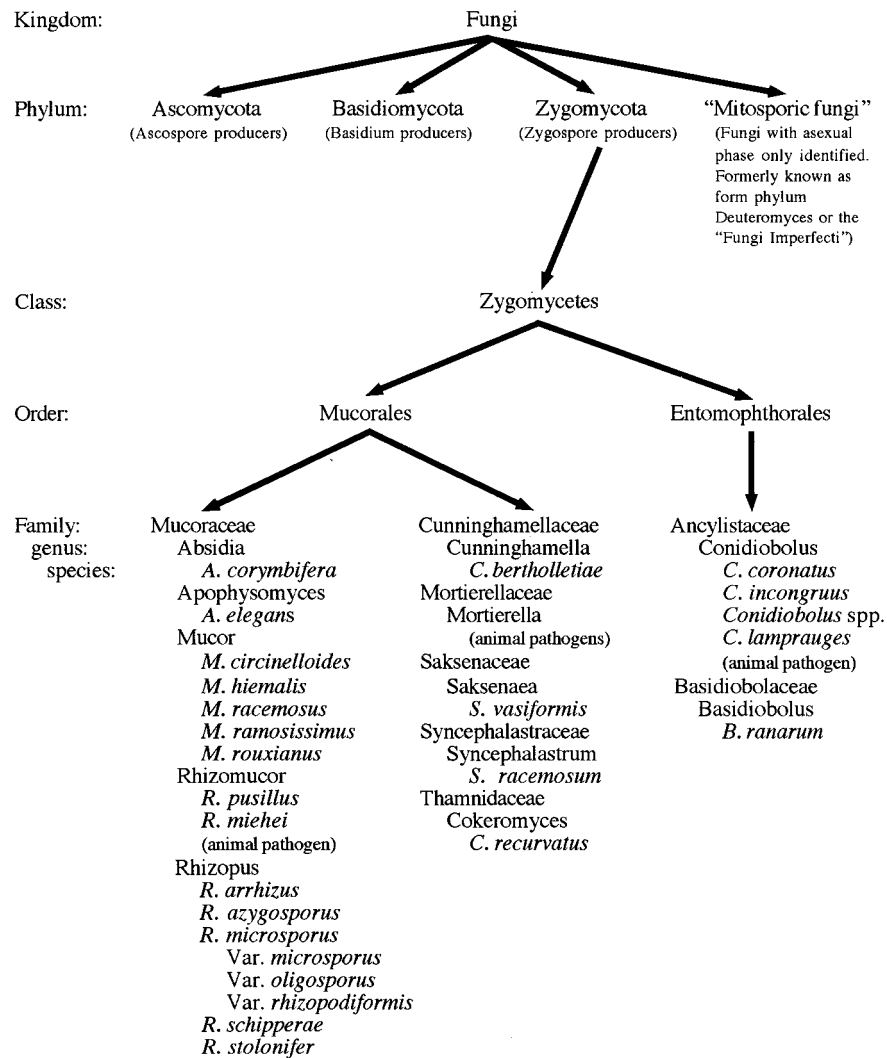 Kingdom: Fungi
Phylum: Ascomycota Basidiomycota Zygomycota “Mitosporic fungi”
(Ascospore producers) (Basidium producers) (Zygospore producers) (Fungi with asexual
phase only identified.
Formerly known as
form phylum
Deuteromyces or the
“Fungi Imperfecti”)
Class: Zygomycetes
Order: Mucorales Entomophthorales
Family: Mucoraceae Cunninghamellaceae Ancylistaceae
genus: Absidia Cunninghamella Conidiobolus
species: A. corymbifera C. bertholletiae C. coronatus
Apophysomyces Mortierellaceae C. incongruus
A. elegans Mortierella Conidiobolus spp.
Mucor (animal pathogens) C. lamprauges
M. circinelloides Saksenaceae (animal pathogen)
M. hiemalis Saksenaea Basidiobolaceae
M. racemosus S. vasiformis Basidiobolus
M. ramosissimus Syncephalastraceae B. ranarum
M. rouxianus Syncephalastrum
Rhizomucor S. racemosum
R. pusillus Thamnidaceae
R. miehei Cokeromyces
(animal pathogen) C. recurvatus
Rhizopus
R. arrhizus
R. azygosporus
R. microsporus
Var. microsporus
Var. oligosporus
Var. rhizopodiformis
R. schipperae
R. stolonifer